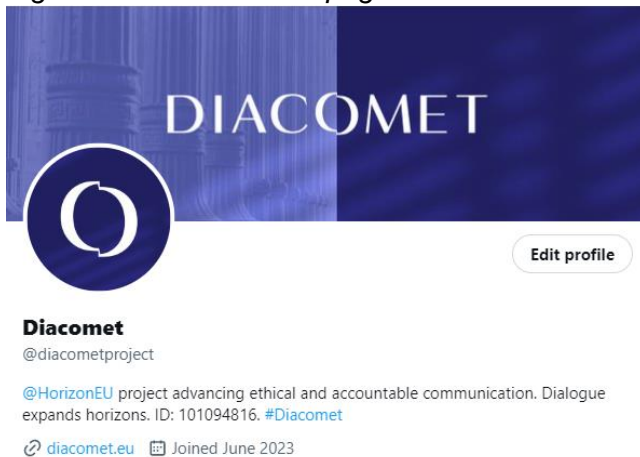 DIACOMET
Edit profile
Diacomet
@diacometproject
@HorizonEU project advancing ethical and accountable communication. Dialogue
expands horizons. ID: 101094816. #Diacomet
diacomet.eu Joined June 2023